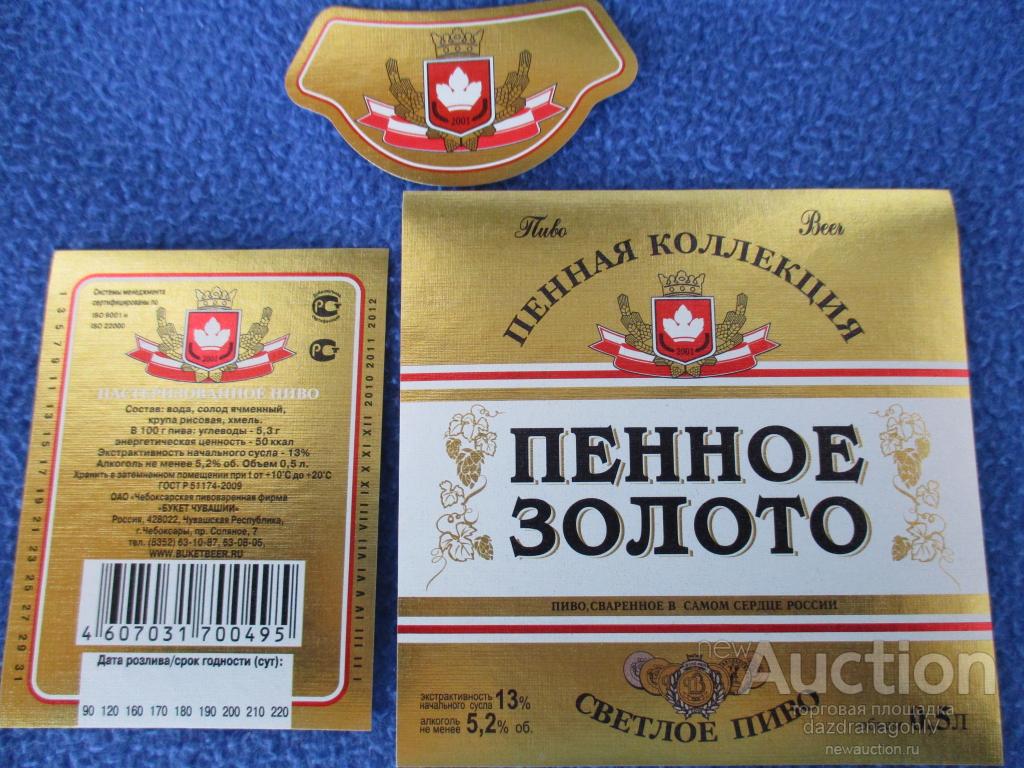 2001
Пиво
Beer
ПЕННАЯ КОЛЛЕКЦИЯ
2001
ПЕННОЕ
ЗОЛОТО
ПИВО, СВАРЕННОЕ В САМОМ СЕРДЦЕ РОССИИ
экстрактивность
начального сусла 13%
алкоголь
не менее 5,2% об.
СВЕТЛОЕ ПИВО
объем 0,5л
Системы менеджмента
сертифицированы по
ISO 9001 и
ISO 22000
2001
ПАСТЕРИЗОВАННОЕ ПИВО
Состав: вода, солод ячменный,
крупа рисовая, хмель.
В 100 г пива: углеводы - 5,3 г
энергетическая ценность - 50 ккал
Экстрактивность начального сусла - 13%
Алкоголь не менее 5,2% об. Объем 0,5 л.
Хранить в затемненном помещении при t от +10°С до +20°С
ГОСТ Р 51174-2009
ОАО «Чебоксарская пивоваренная фирма
«БУКЕТ ЧУВАШИИ»
Россия, 428022, Чувашская Республика,
г.Чебоксары, пр. Соляное, 7
тел. (8352) 63-10-87, 63-08-05,
WWW.BUKETBEER.RU
4 607031 700495
Дата розлива/срок годности (сут):
90 120 160 170 180 190 200 210 220
1 3 5 7 9 11 13 15 17 19 21 23 25 27 29 31
I II III IV V VI VII VIII IX X XI XII 2010 2011 2012
newAuction
торговая площадка
dazdranagoniv
newauction.ru